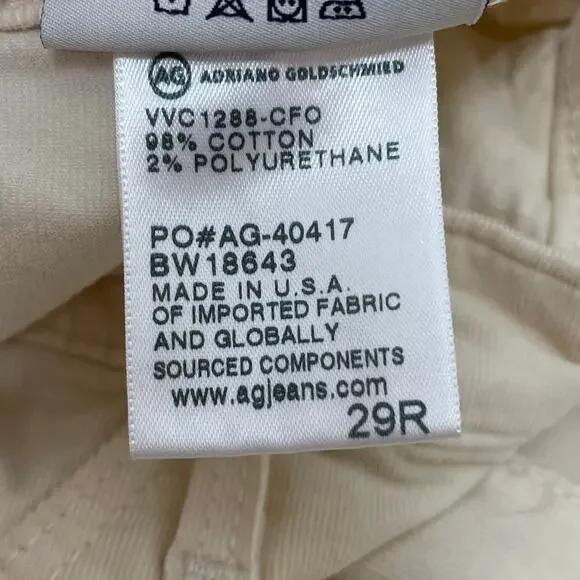 AG ADRIANO GOLDSCHMIED
VVC1288-CFO
98% COTTON
2% POLYURETHANE
PO#AG-40417
BW18643
MADE IN U.S.A.
OF IMPORTED FABRIC
AND GLOBALLY
SOURCED COMPONENTS
www.agjeans.com
29R